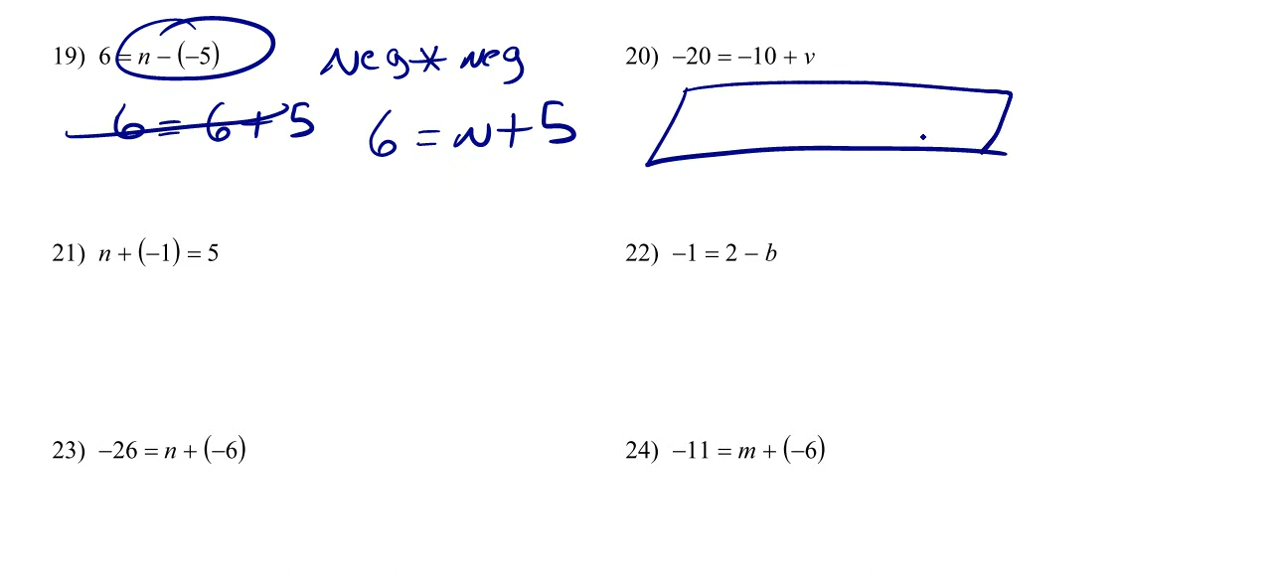 19) 6 = n − (−5)
Neg * neg
20) −20 = −10 + v
6 = 6 + 5
6 = n + 5
21) n + (−1) = 5
22) −1 = 2 − b
23) −26 = n + (−6)
24) −11 = m + (−6)